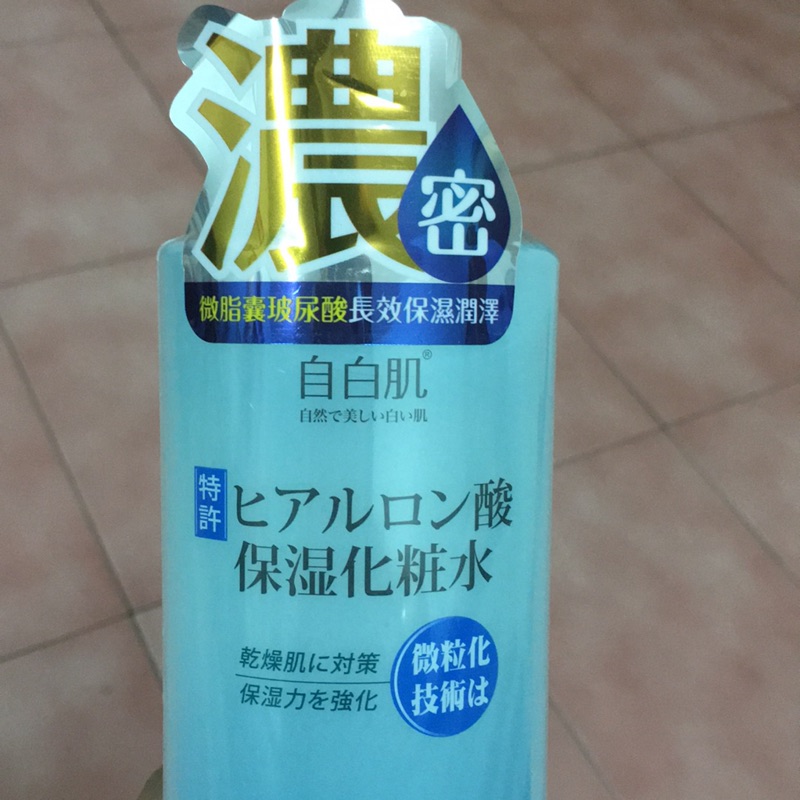 濃密
微脂囊玻尿酸長效保濕潤澤
自白肌®
自然で美しい白い肌
特許
ヒアルロン酸
保湿化粧水
乾燥肌に対策
保湿力を強化
微粒化
技術は